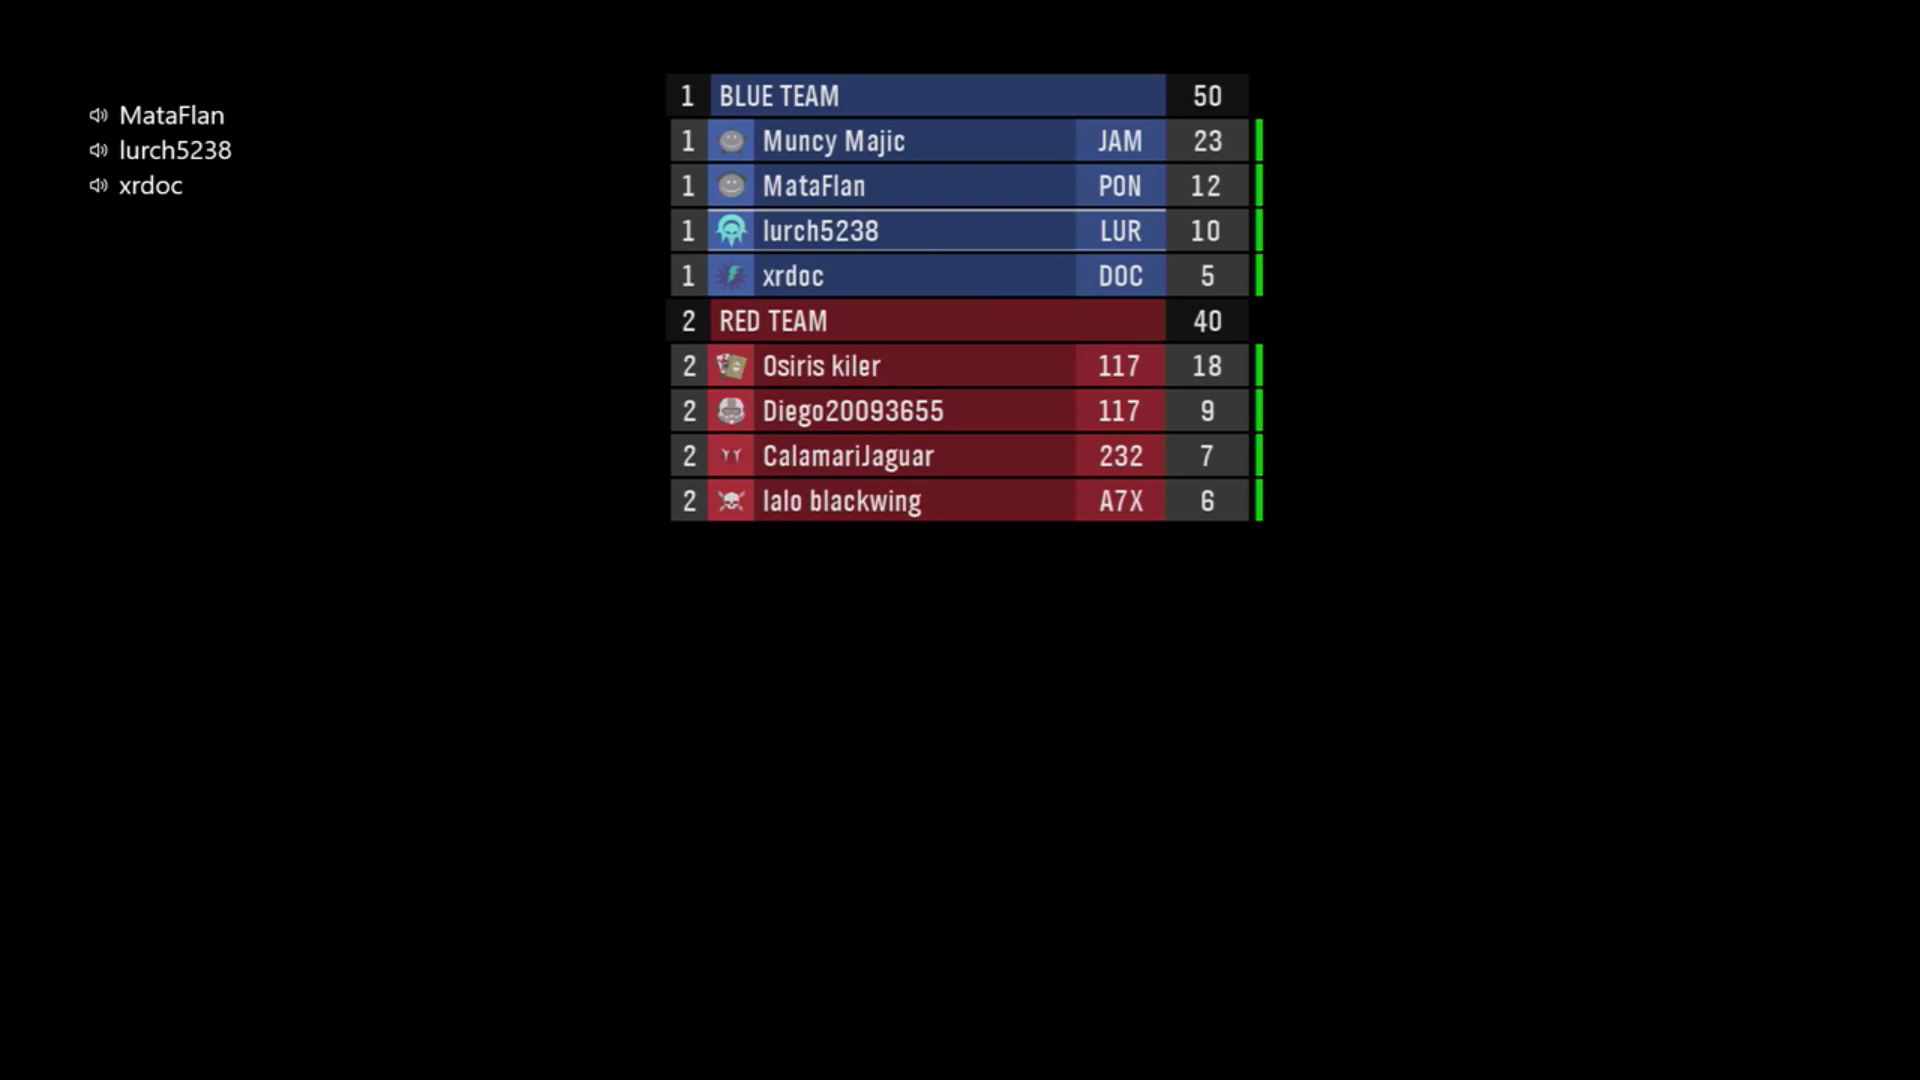 MataFlan
lurch5238
xrdoc
1 BLUE TEAM 50
1 Muncy Majic JAM 23
1 MataFlan PON 12
1 lurch5238 LUR 10
1 xrdoc DOC 5
2 RED TEAM 40
2 Osiris kiler 117 18
2 Diego20093655 117 9
2 CalamariJaguar 232 7
2 lalo blackwing A7X 6